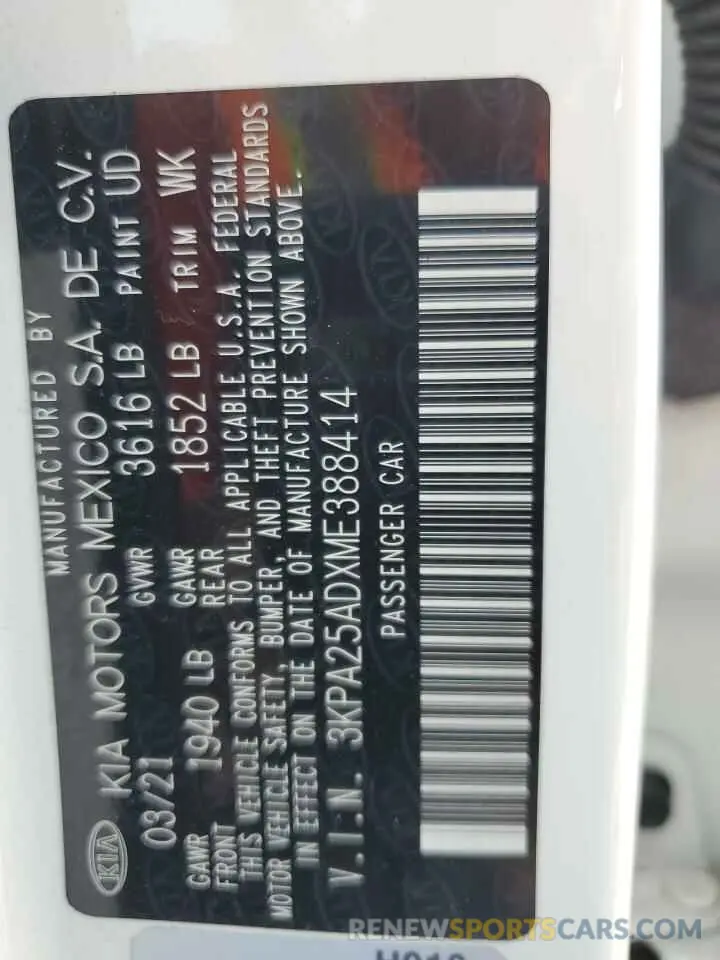 MANUFACTURED BY
KIA KIA MOTORS MEXICO S.A. DE C.V.
03/21 GVWR 3616 LB PAINT UD
GAWR FRONT 1940 LB GAWR REAR 1852 LB TRIM WK
THIS VEHICLE CONFORMS TO ALL APPLICABLE U.S.A. FEDERAL
MOTOR VEHICLE SAFETY, BUMPER, AND THEFT PREVENTION STANDARDS
IN EFFECT ON THE DATE OF MANUFACTURE SHOWN ABOVE.
V.I.N. 3KPA25ADXME388414
PASSENGER CAR
RENEWSPORTSCARS.COM